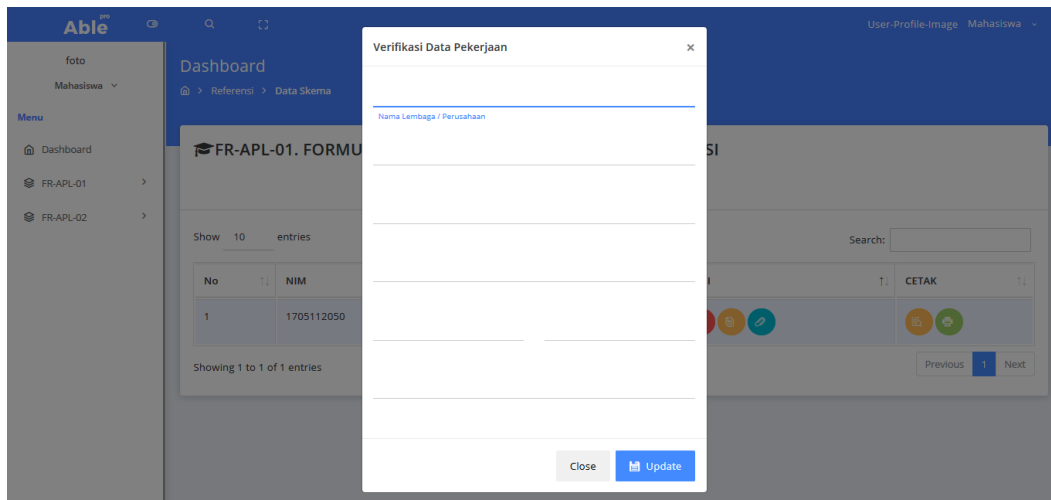 Able pro
User-Profile-Image Mahasiswa
foto
Mahasiswa
Menu
Dashboard
FR-APL-01
FR-APL-02
Dashboard
> Referensi > Data Skema
FR-APL-01. FORMU
SI
Show 10 entries
Search:
No NIM I CETAK
1 1705112050
Showing 1 to 1 of 1 entries
Previous 1 Next
Verifikasi Data Pekerjaan ×
Nama Lembaga / Perusahaan
Close Update